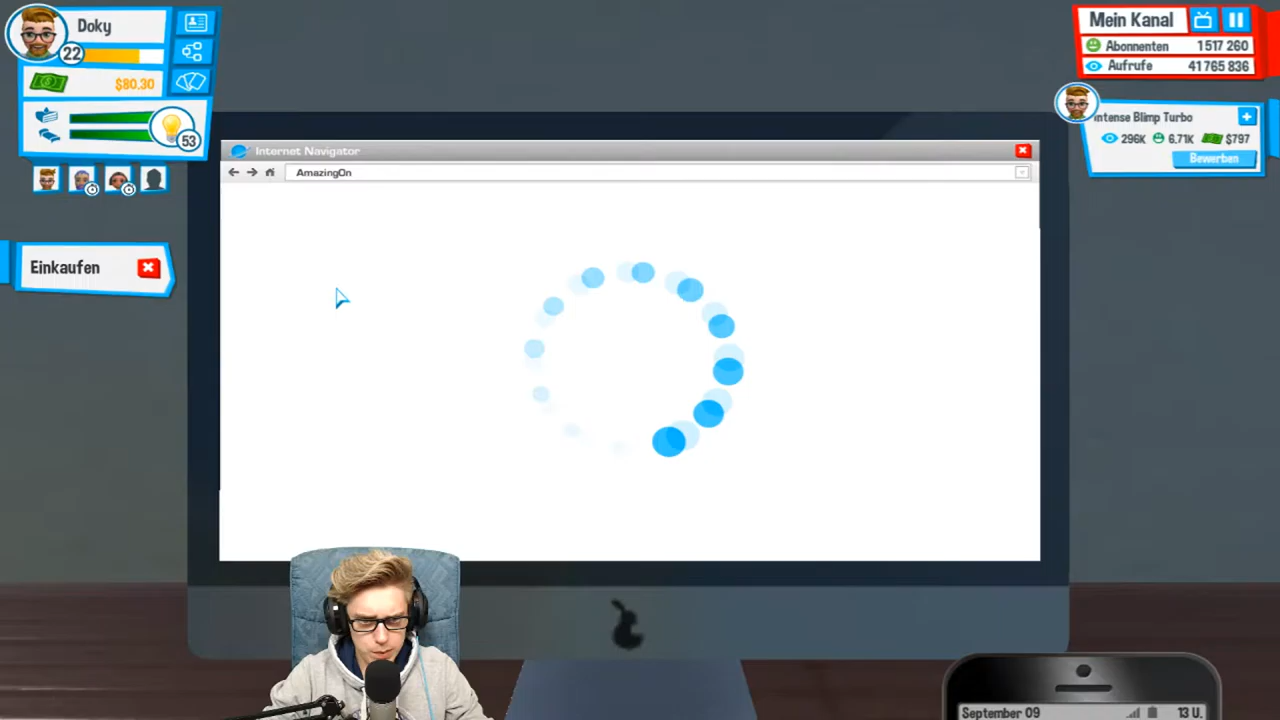 Doky
22
$80.30
53
Einkaufen
Internet Navigator
AmazingOn
Mein Kanal
Abonnenten 1 517 260
Aufrufe 41 765 836
Intense Blimp Turbo
296K 6.71K $797
Bewerben
September 09 13 U.